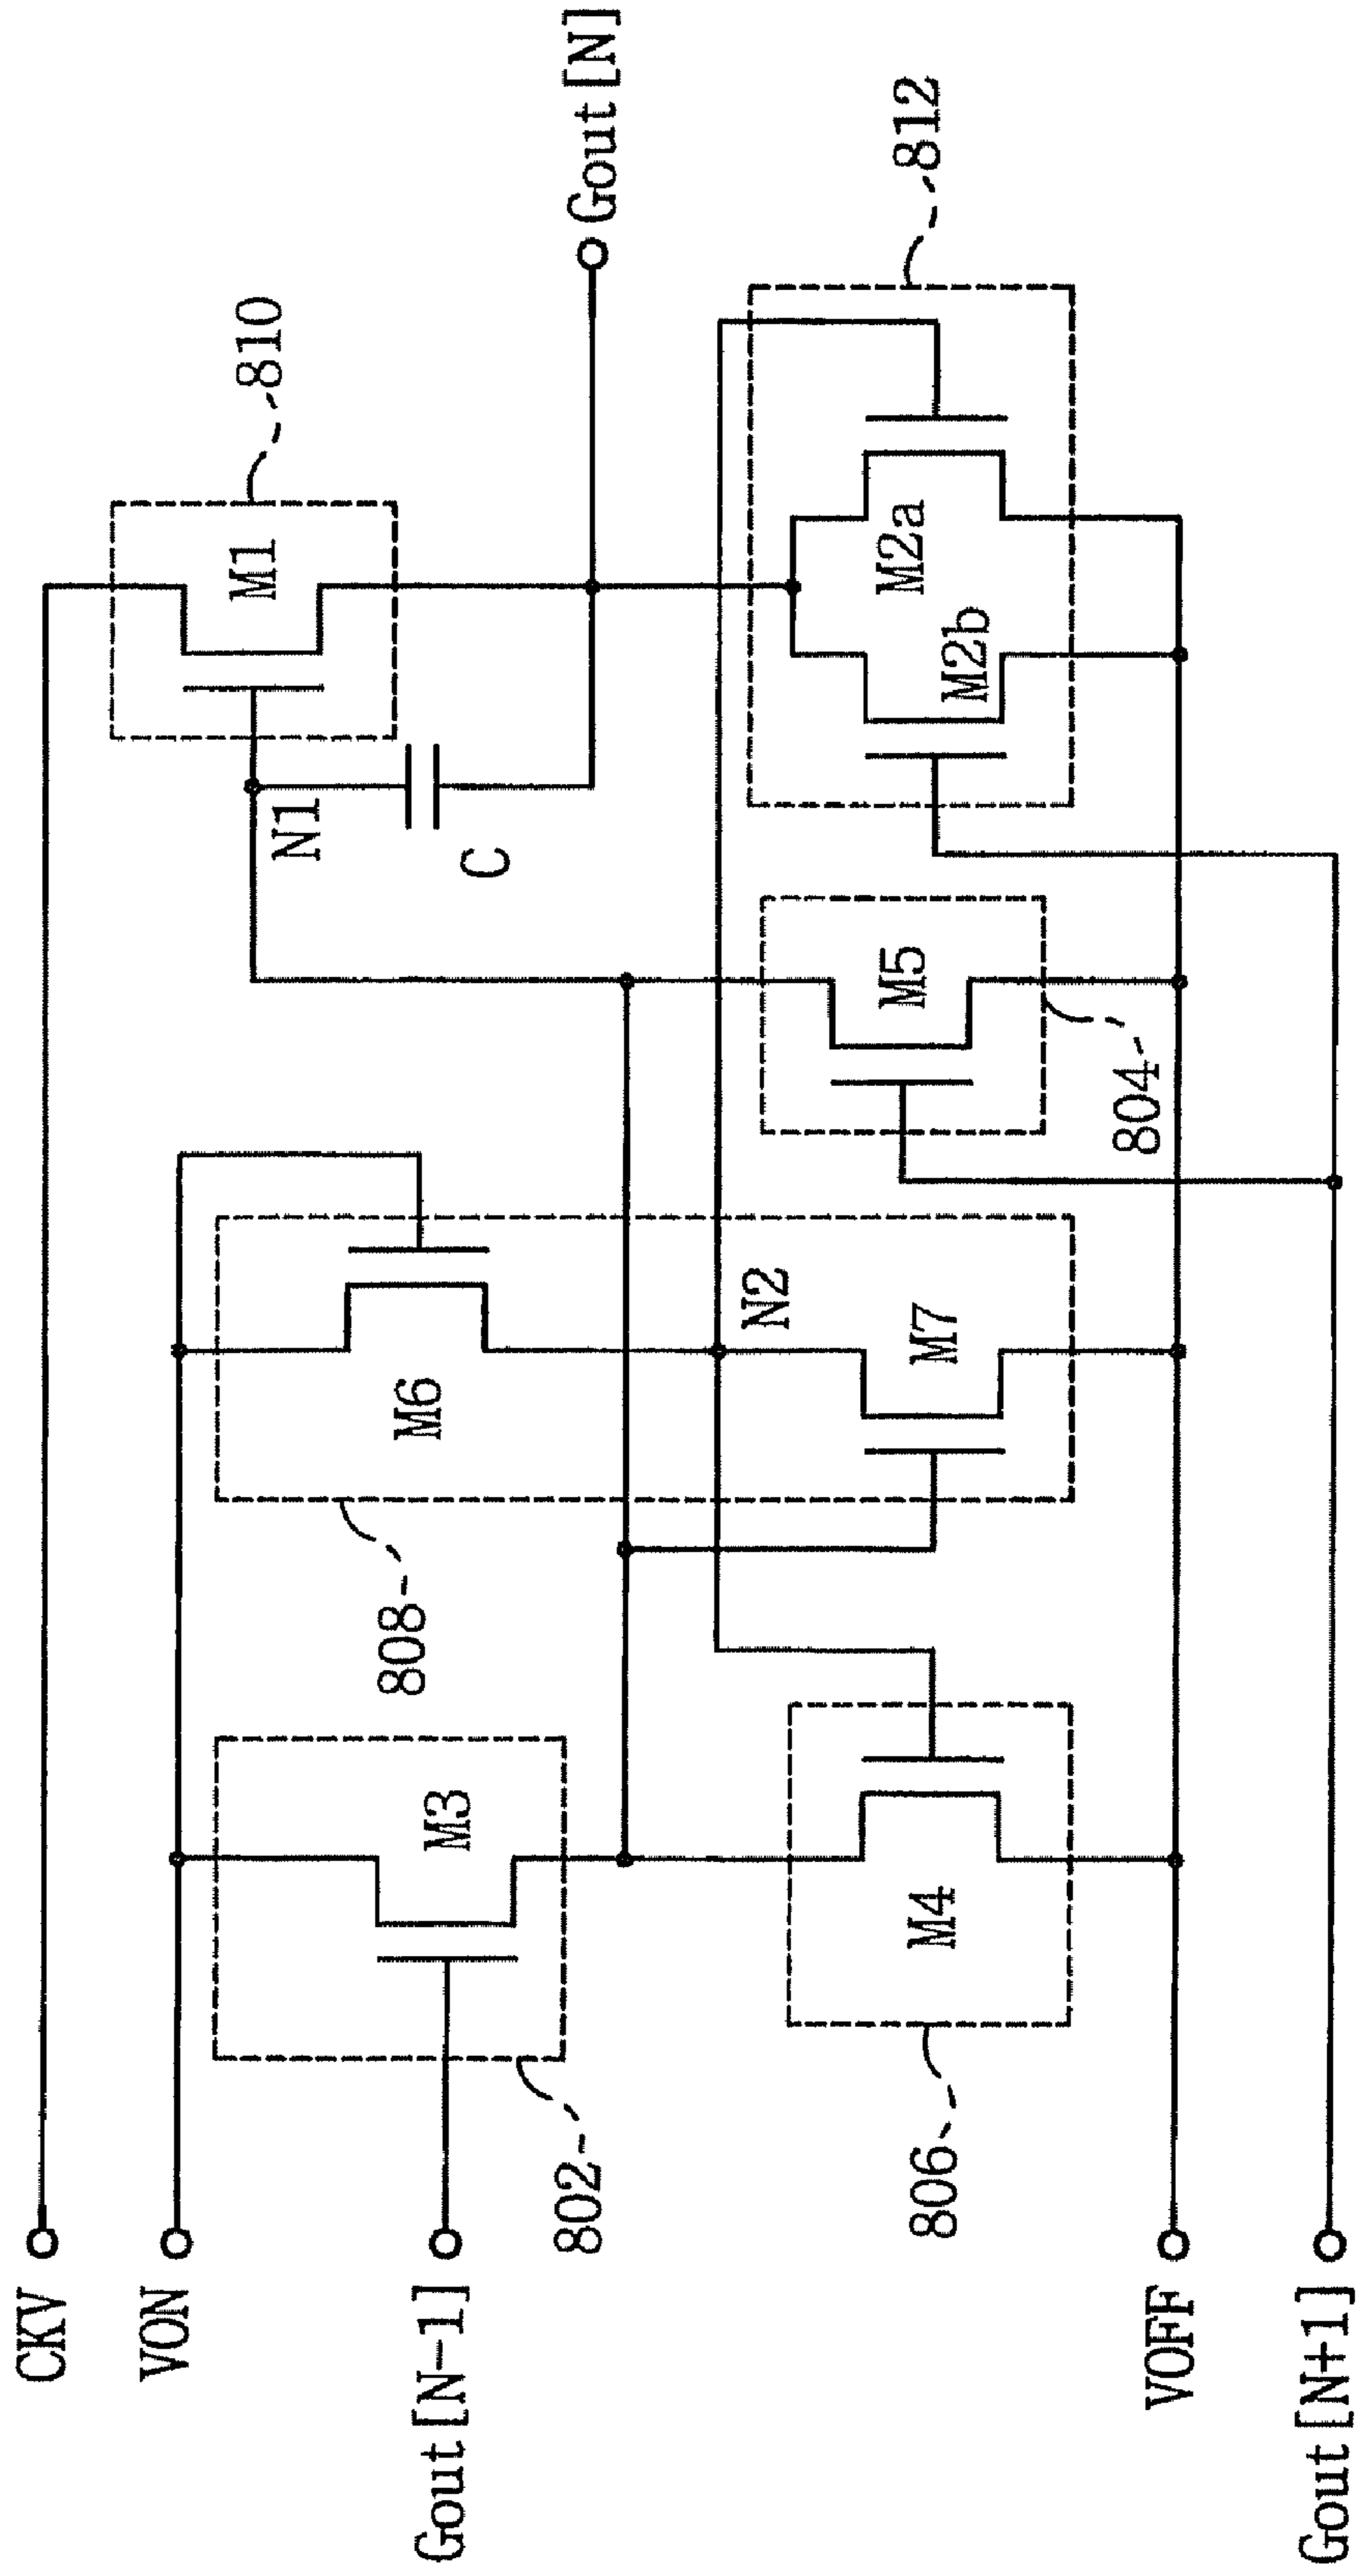 CKV
VON
Gout[N-1]
VOFF
Gout[N+1]
802
M3
806
M4
808
M6
N2
M7
804
M5
N1
C
810
M1
812
M2b
M2a
Gout[N]